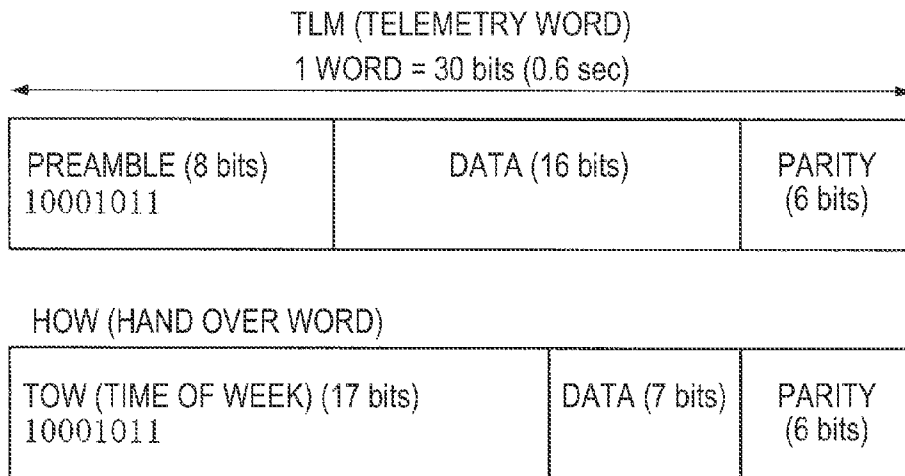 TLM (TELEMETRY WORD)
1 WORD = 30 bits (0.6 sec)
PREAMBLE (8 bits)
10001011
DATA (16 bits)
PARITY
(6 bits)
HOW (HAND OVER WORD)
TOW (TIME OF WEEK) (17 bits)
10001011
DATA (7 bits)
PARITY
(6 bits)